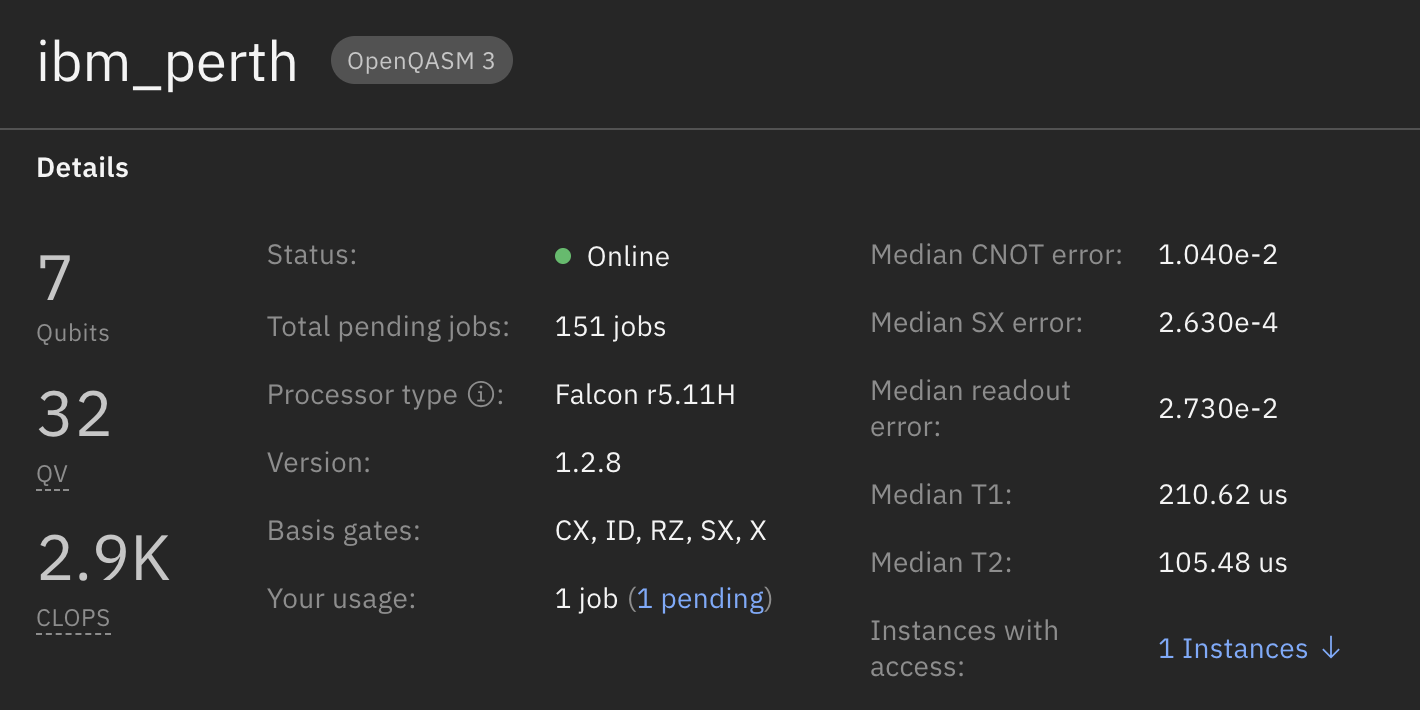 ibm_perth OpenQASM 3
Details
7
Qubits
32
QV
2.9K
CLOPS
Status: Online
Total pending jobs: 151 jobs
Processor type ⓘ: Falcon r5.11H
Version: 1.2.8
Basis gates: CX, ID, RZ, SX, X
Your usage: 1 job (1 pending)
Median CNOT error: 1.040e-2
Median SX error: 2.630e-4
Median readout
error: 2.730e-2
Median T1: 210.62 us
Median T2: 105.48 us
Instances with
access: 1 Instances ↓